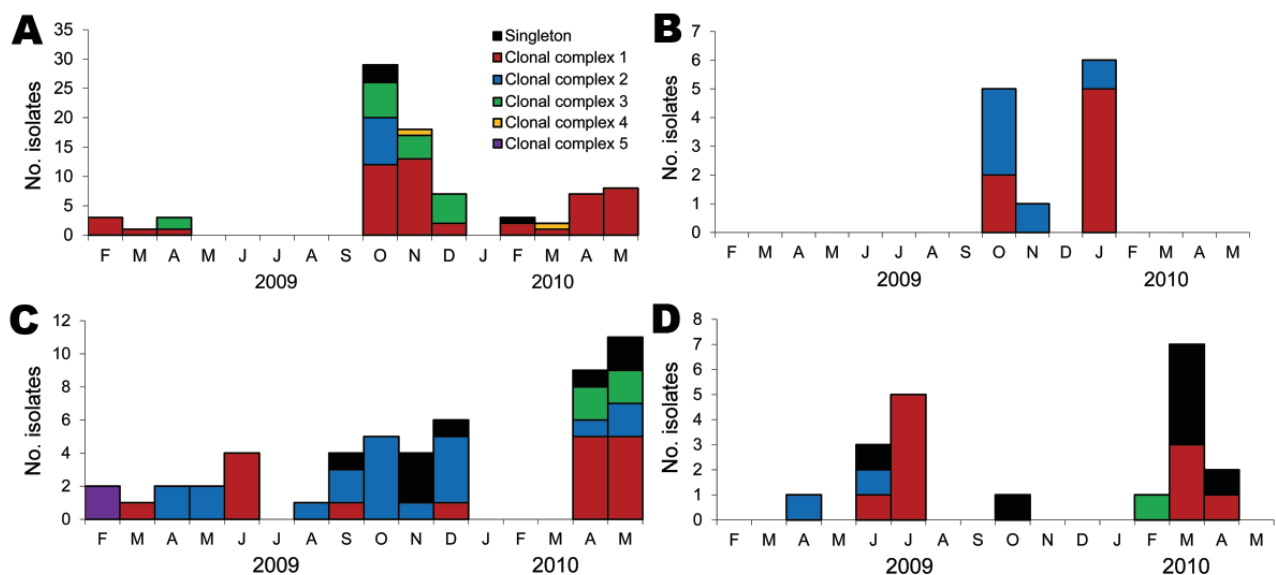 A
No. isolates
35
30
25
20
15
10
5
0
Singleton
Clonal complex 1
Clonal complex 2
Clonal complex 3
Clonal complex 4
Clonal complex 5
F M A M J J A S O N D J F M A M
2009 2010
B
No. isolates
7
6
5
4
3
2
1
0
F M A M J J A S O N D J F M A M
2009 2010
C
No. isolates
12
10
8
6
4
2
0
F M A M J J A S O N D J F M A M
2009 2010
D
No. isolates
8
7
6
5
4
3
2
1
0
F M A M J J A S O N D J F M A M
2009 2010